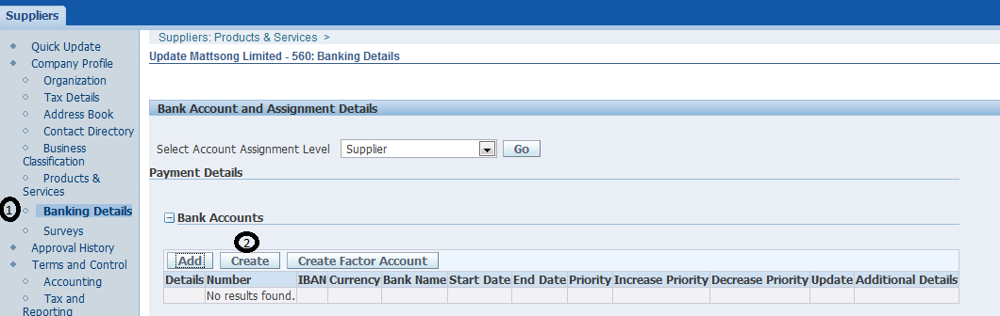 Suppliers
Quick Update
Company Profile
Organization
Tax Details
Address Book
Contact Directory
Business
Classification
Products &
Services
1 Banking Details
Surveys
Approval History
Terms and Control
Accounting
Tax and
Reporting
Suppliers: Products & Services >
Update Mattsong Limited - 560: Banking Details
Bank Account and Assignment Details
Select Account Assignment Level Supplier Go
Payment Details
Bank Accounts
2
Add Create Create Factor Account
Details Number IBAN Currency Bank Name Start Date End Date Priority Increase Priority Decrease Priority Update Additional Details
No results found.